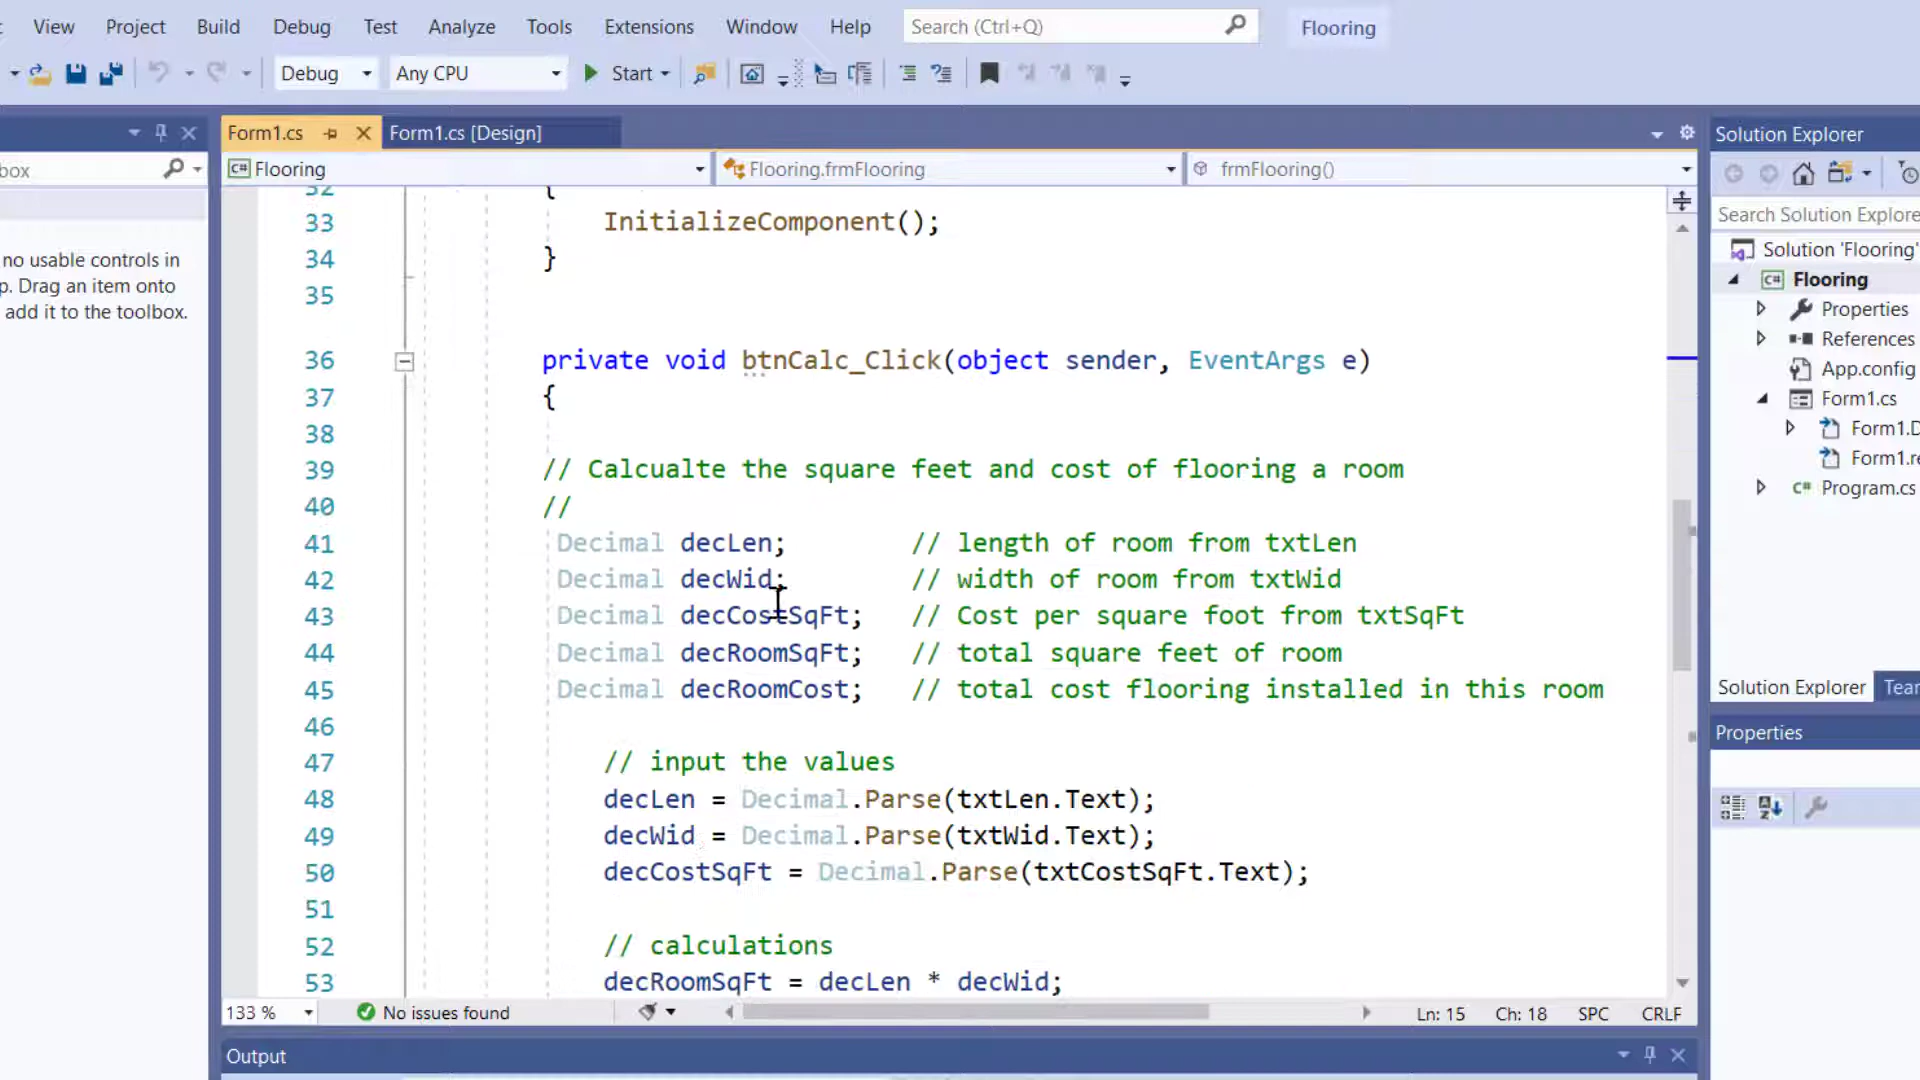 View Project Build Debug Test Analyze Tools Extensions Window Help Search (Ctrl+Q) Flooring
Debug Any CPU Start
Form1.cs Form1.cs [Design] Solution Explorer
box Flooring Flooring.frmFlooring frmFlooring()
no usable controls in
p. Drag an item onto
add it to the toolbox.
Search Solution Explore
Solution 'Flooring'
Flooring
Properties
References
App.config
Form1.cs
Form1.D
Form1.re
Program.cs
Solution Explorer Tear
Properties
32 {
33 InitializeComponent();
34 }
35
36 private void btnCalc_Click(object sender, EventArgs e)
37 {
38
39 // Calcualte the square feet and cost of flooring a room
40 //
41 Decimal decLen; // length of room from txtLen
42 Decimal decWid; // width of room from txtWid
43 Decimal decCostSqFt; // Cost per square foot from txtSqFt
44 Decimal decRoomSqFt; // total square feet of room
45 Decimal decRoomCost; // total cost flooring installed in this room
46
47 // input the values
48 decLen = Decimal.Parse(txtLen.Text);
49 decWid = Decimal.Parse(txtWid.Text);
50 decCostSqFt = Decimal.Parse(txtCostSqFt.Text);
51
52 // calculations
53 decRoomSqFt = decLen * decWid;
133 % No issues found Ln: 15 Ch: 18 SPC CRLF
Output